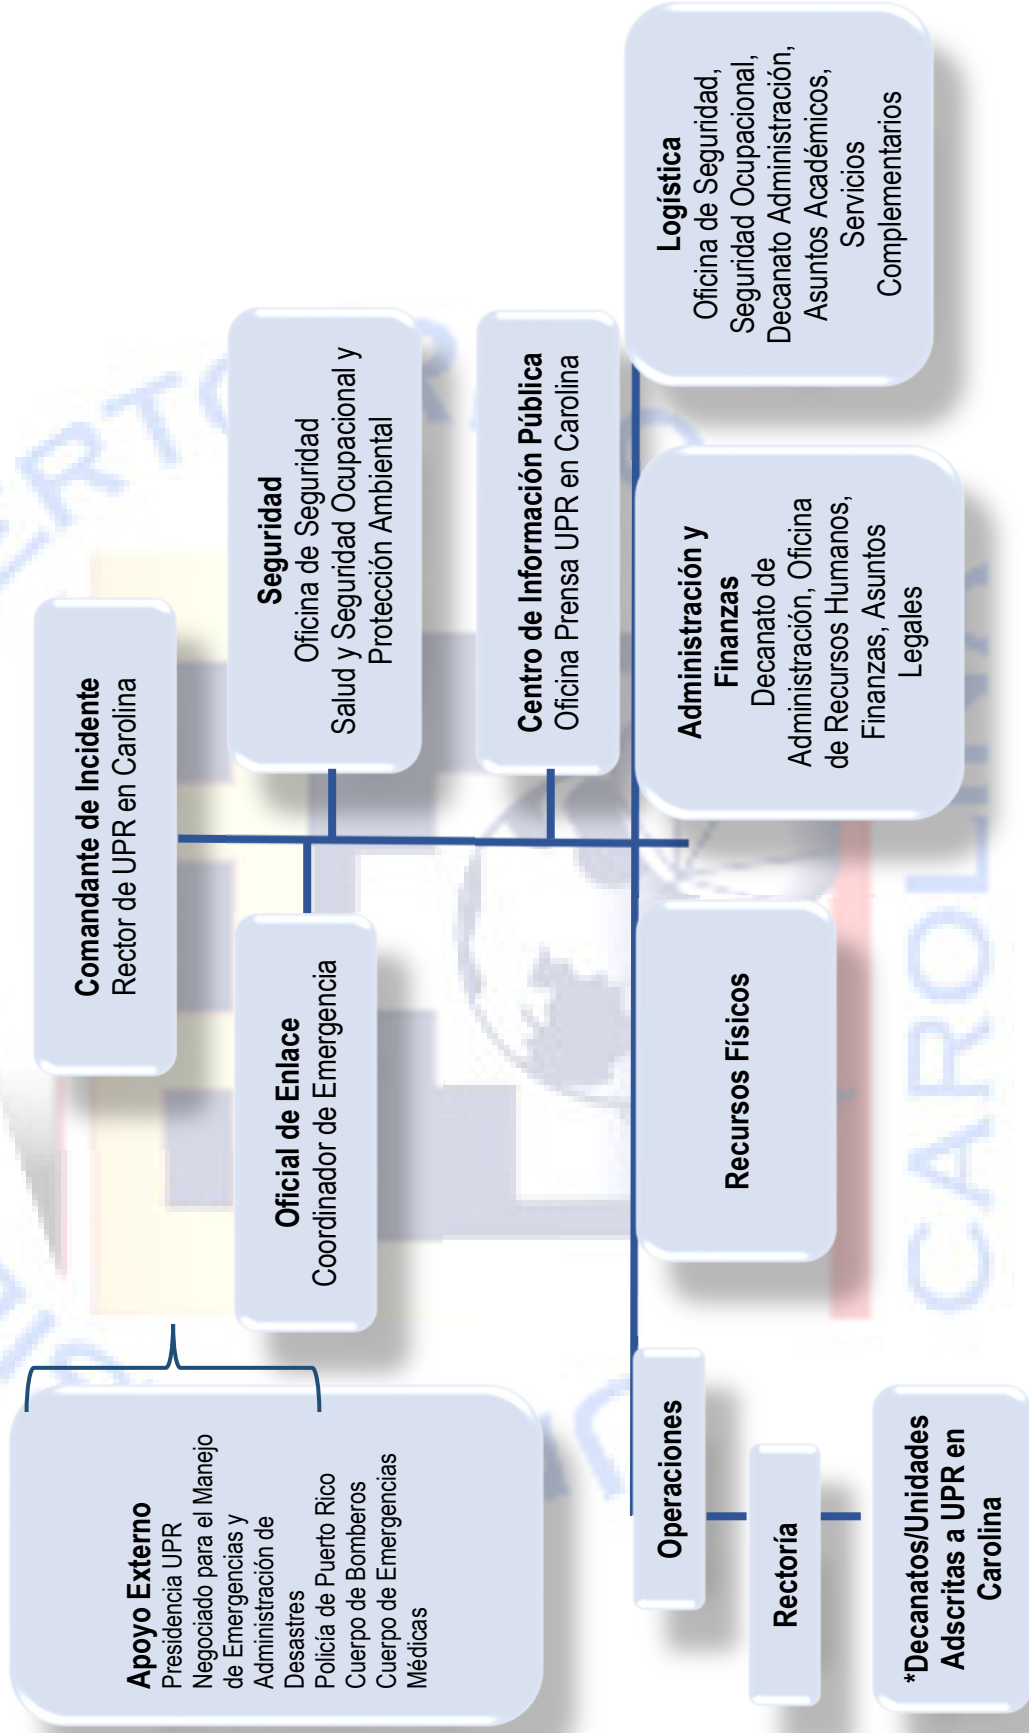 Comandante de Incidente
Rector de UPR en Carolina
Apoyo Externo
Presidencia UPR
Negociado para el Manejo
de Emergencias y
Administración de
Desastres
Policía de Puerto Rico
Cuerpo de Bomberos
Cuerpo de Emergencias
Médicas
Oficial de Enlace
Coordinador de Emergencia
Seguridad
Oficina de Seguridad
Salud y Seguridad Ocupacional y
Protección Ambiental
Centro de Información Pública
Oficina Prensa UPR en Carolina
Operaciones
Rectoría
*Decanatos/Unidades
Adscritas a UPR en
Carolina
Recursos Físicos
Administración y
Finanzas
Decanato de
Administración, Oficina
de Recursos Humanos,
Finanzas, Asuntos
Legales
Logística
Oficina de Seguridad,
Seguridad Ocupacional,
Decanato Administración,
Asuntos Académicos,
Servicios
Complementarios
CAROLINA